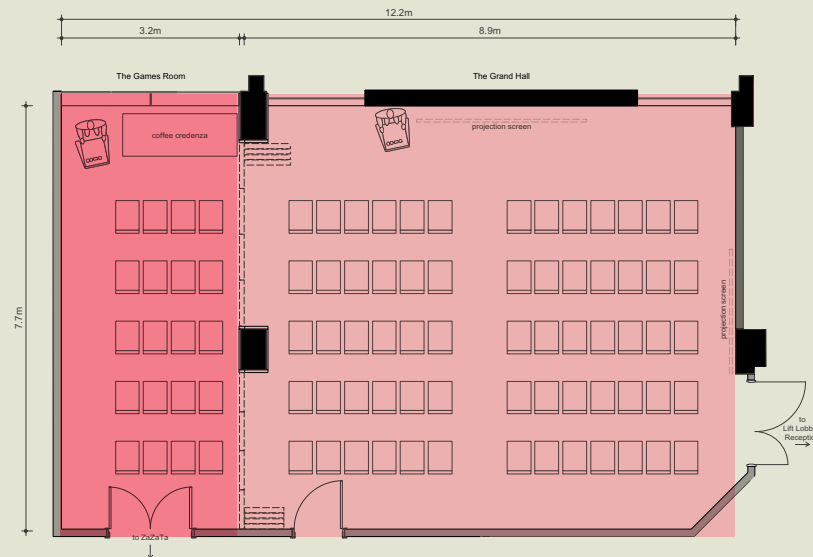 12.2m
3.2m
8.9m
The Games Room
The Grand Hall
coffee credenza
projection screen
7.7m
projection screen
to
Lift Lobb
Receptio
to ZaZaTa